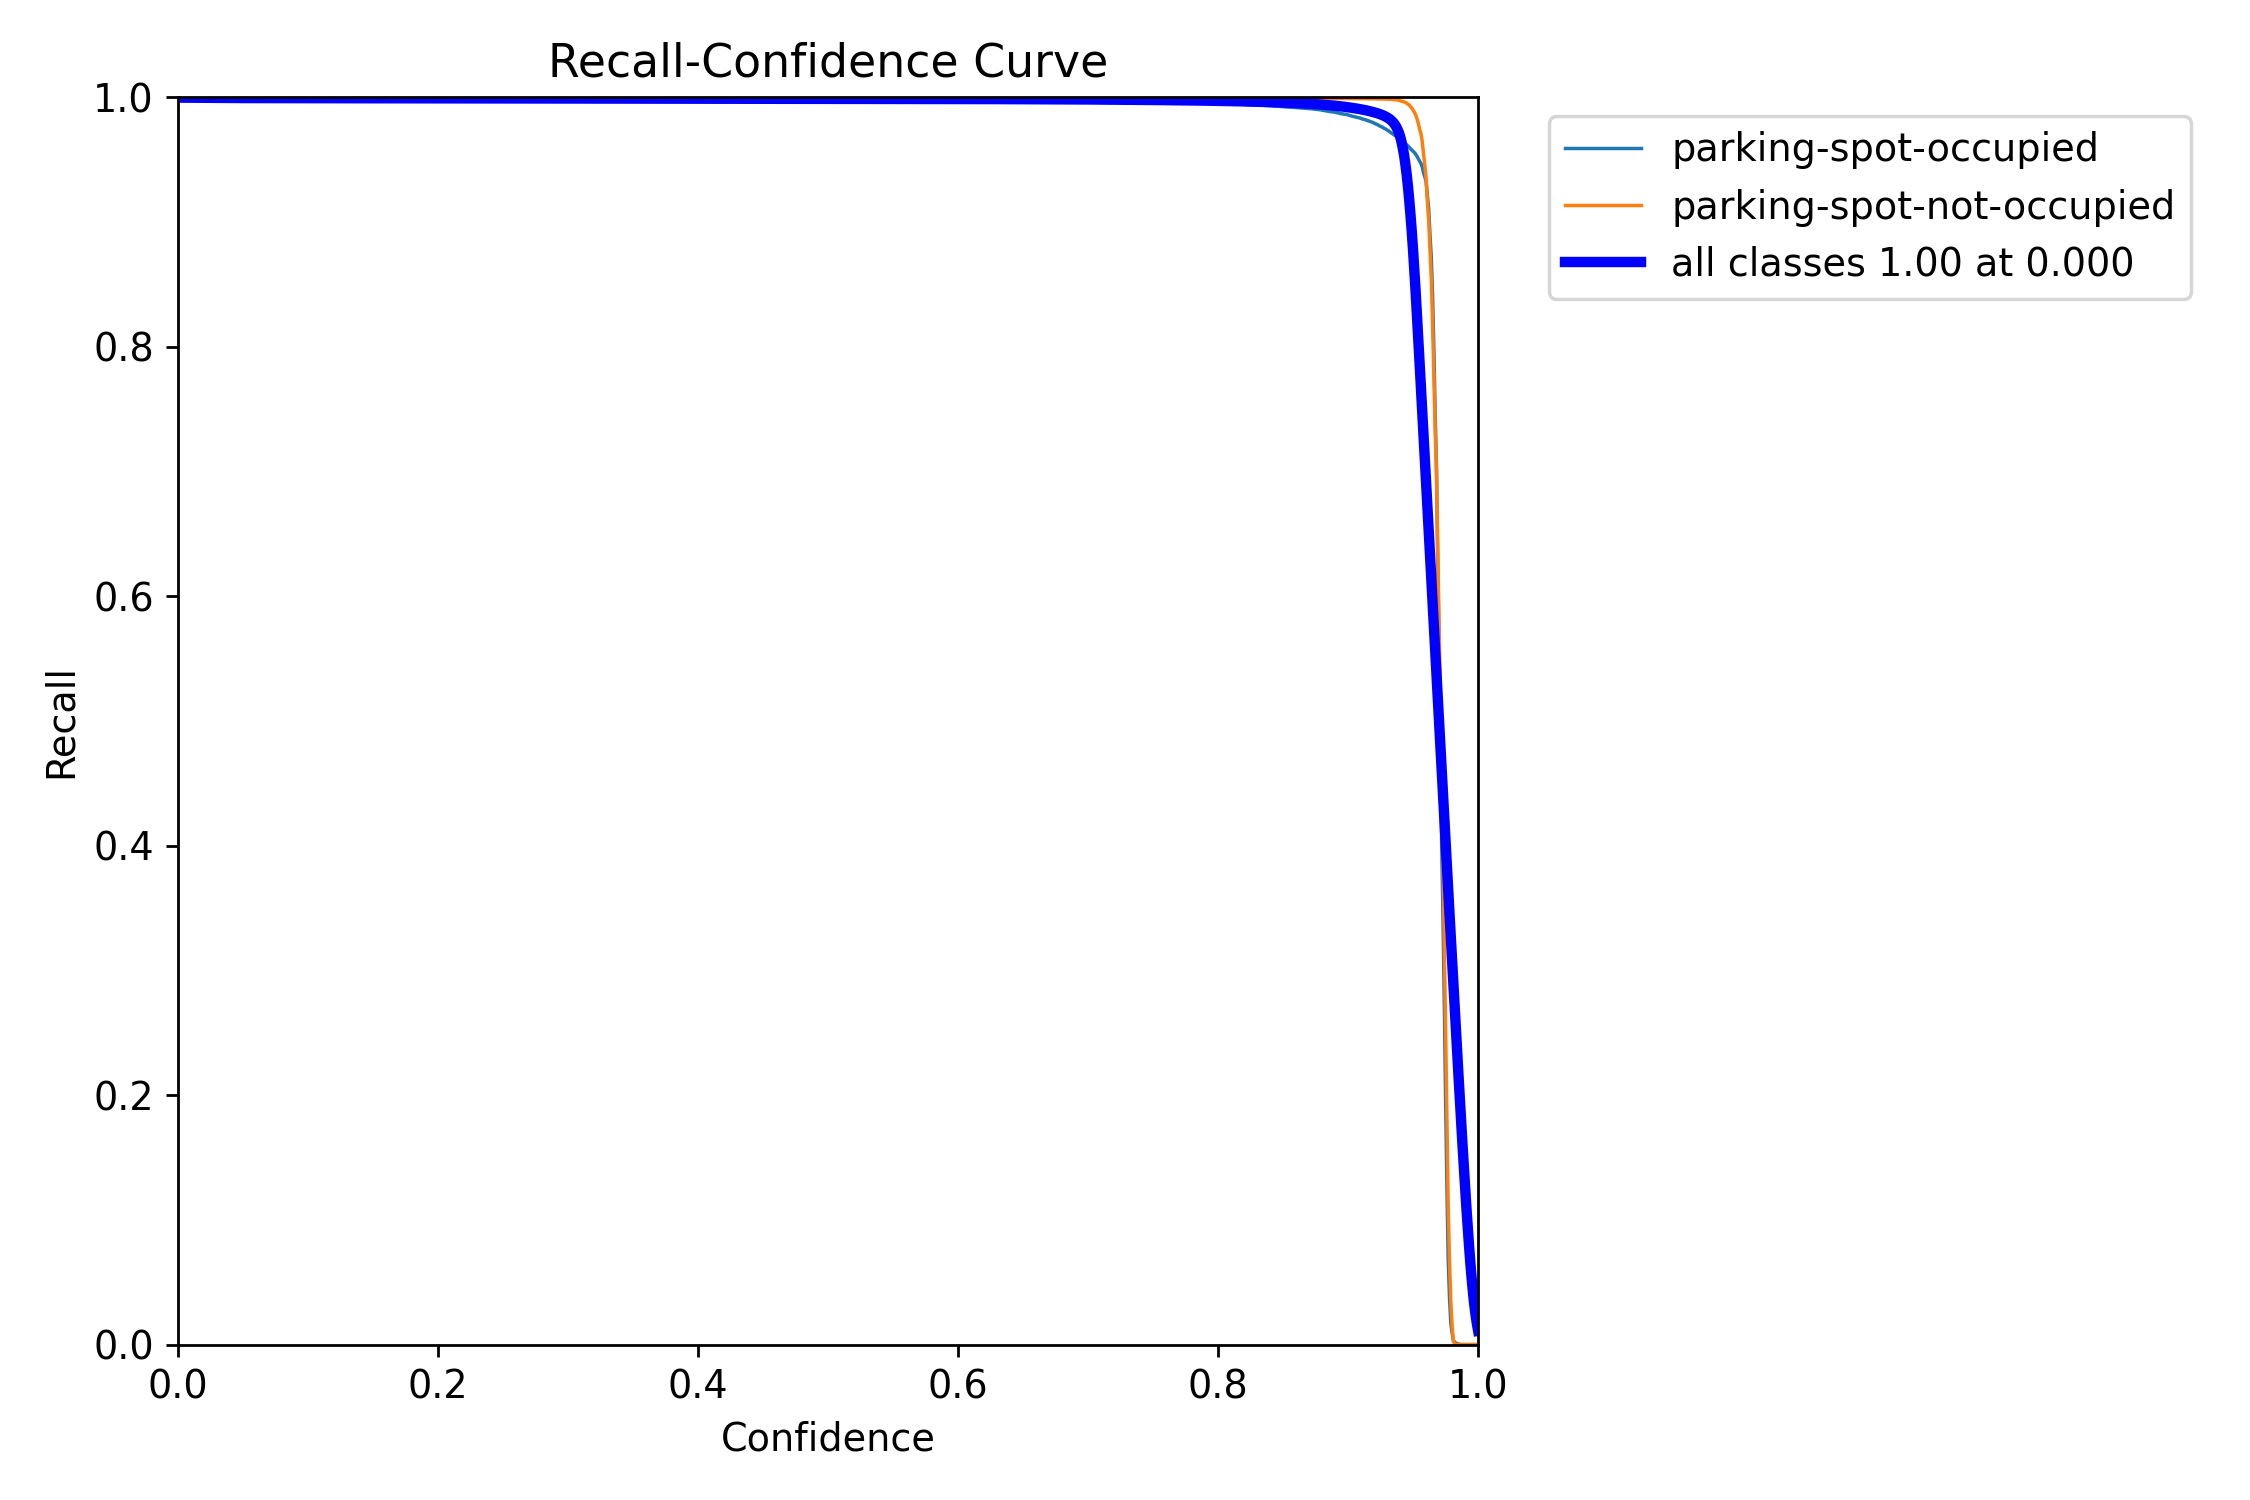 Recall-Confidence Curve
1.0
0.8
0.6
0.4
0.2
0.0
Recall
0.0 0.2 0.4 0.6 0.8 1.0
Confidence
parking-spot-occupied
parking-spot-not-occupied
all classes 1.00 at 0.000